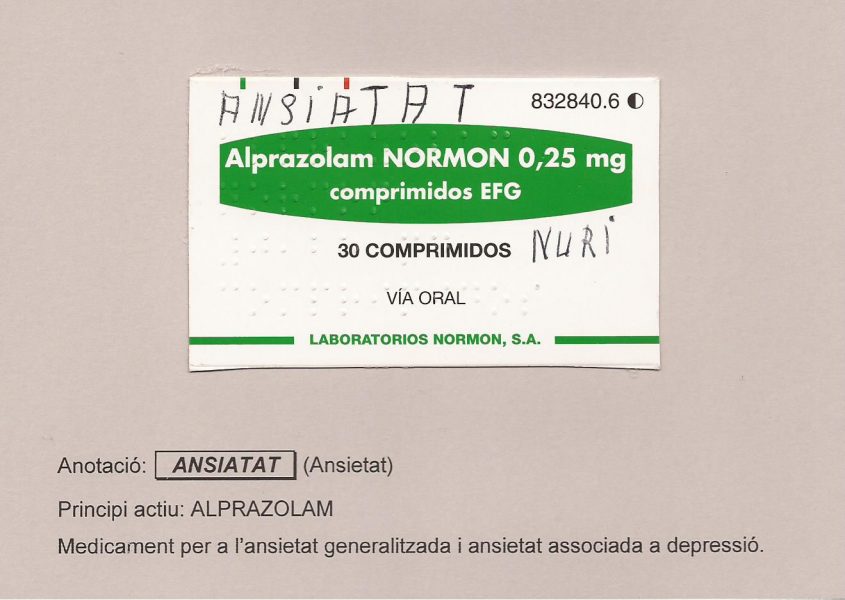 ANSiATAT
832840.6
Alprazolam NORMON 0,25 mg
comprimidos EFG
30 COMPRIMIDOS
NURi
VÍA ORAL
LABORATORIOS NORMON, S.A.
Anotació: ANSIATAT (Ansietat)
Principi actiu: ALPRAZOLAM
Medicament per a l'ansietat generalitzada i ansietat associada a depressió.